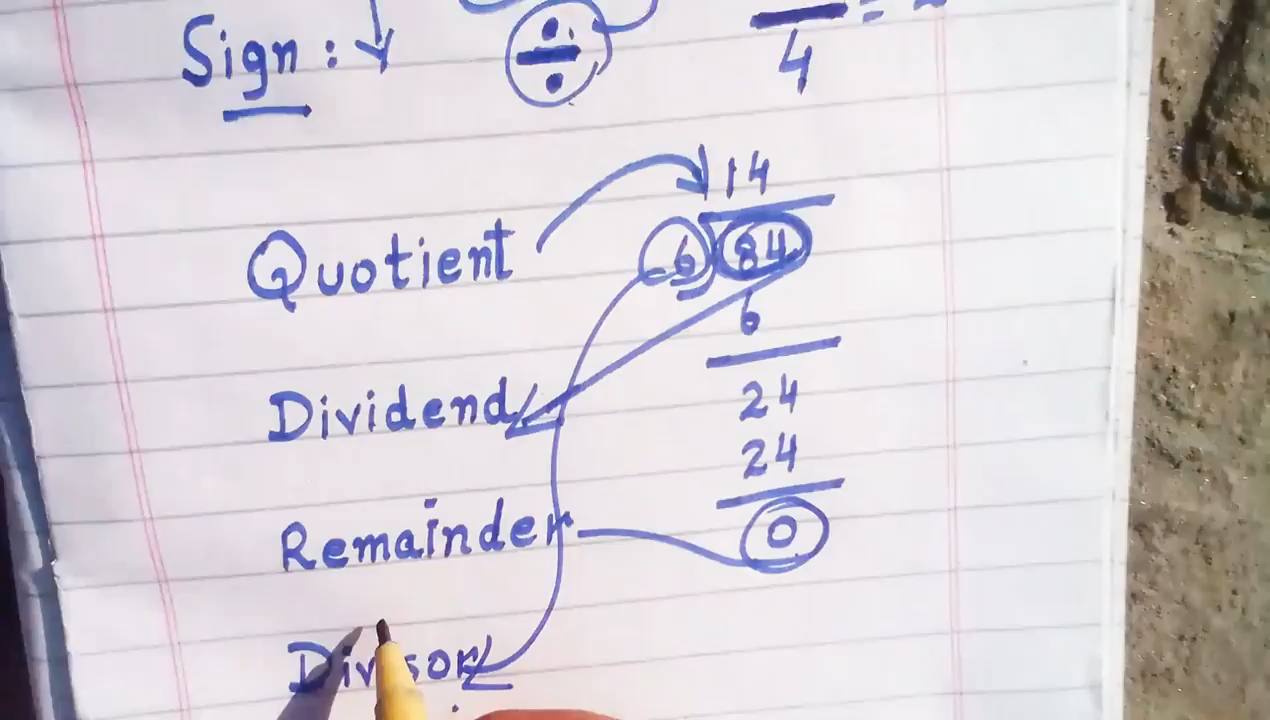 Sign : ÷
4
14
Quotient 6)84
6
Dividend 24
24
Remainder 0
Divisor